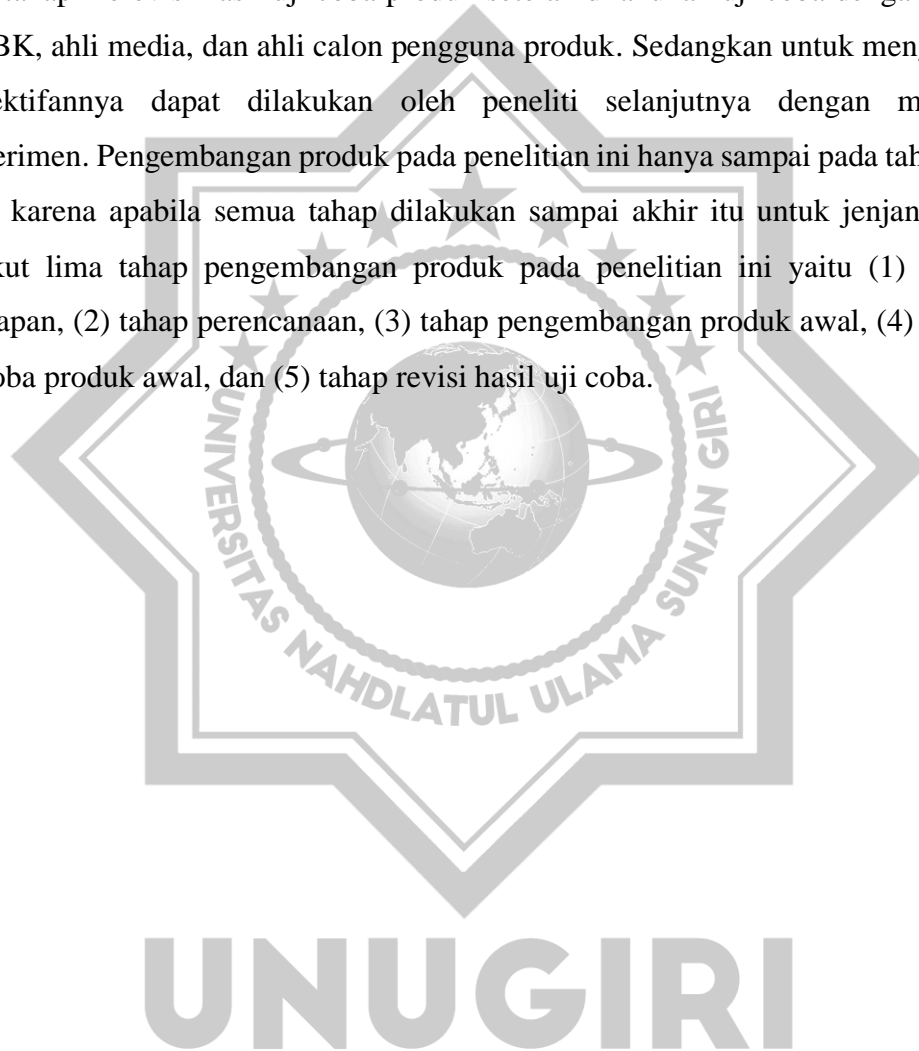 BK, ahli media, dan ahli calon pengguna produk. Sedangkan untuk
ektifannya dapat dilakukan oleh peneliti selanjutnya dengan m
erimen. Pengembangan produk pada penelitian ini hanya sampai pada tah
karena apabila semua tahap dilakukan sampai akhir itu untuk jenjan
kut lima tahap pengembangan produk pada penelitian ini yaitu (1)
apan, (2) tahap perencanaan, (3) tahap pengembangan produk awal, (4)
oba produk awal, dan (5) tahap revisi hasil uji coba.
UNIVERSITAS NAHDLATUL ULAMA SUNAN GIRI
UNUGIRI